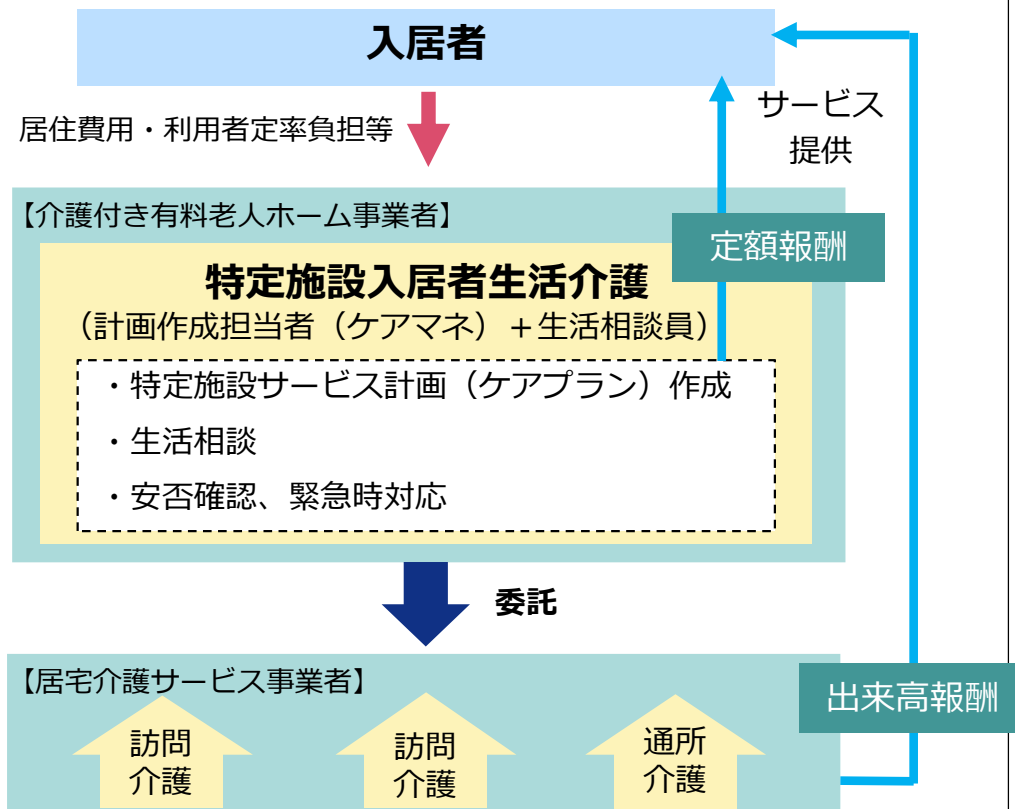 入居者
居住費用・利用者定率負担等
サービス
提供
【介護付き有料老人ホーム事業者】
定額報酬
特定施設入居者生活介護
（計画作成担当者（ケアマネ）＋生活相談員）
・特定施設サービス計画（ケアプラン）作成
・生活相談
・安否確認、緊急時対応
委託
【居宅介護サービス事業者】
出来高報酬
訪問
介護
訪問
介護
通所
介護